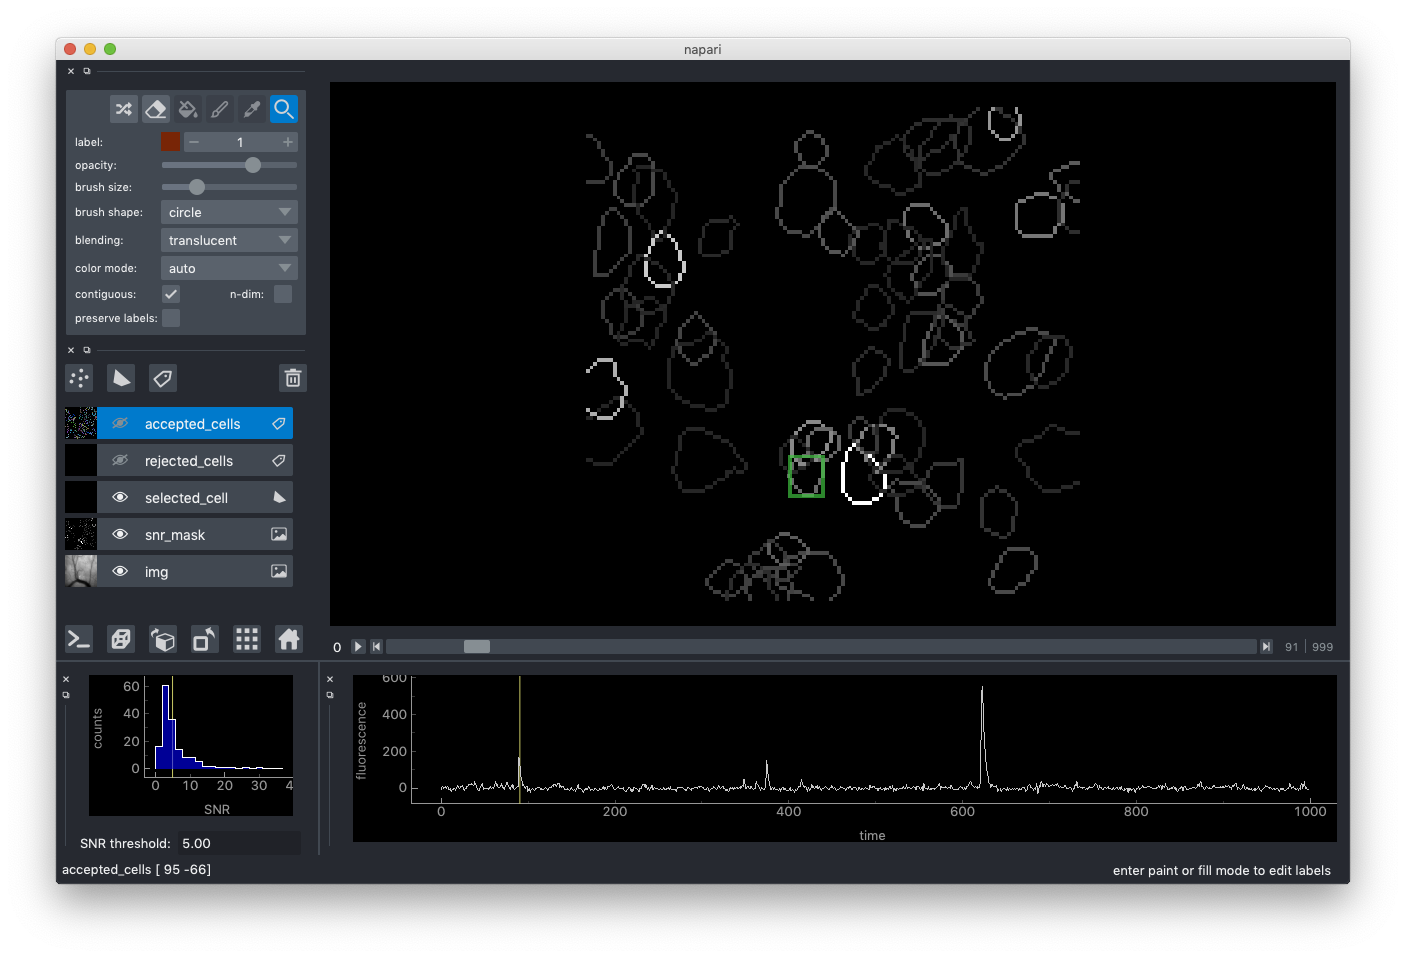 napari
label: 1
opacity:
brush size:
brush shape: circle
blending: translucent
color mode: auto
contiguous: n-dim:
preserve labels:
accepted_cells
rejected_cells
selected_cell
snr_mask
img
0 91 999
60
40
20
0
counts
0 10 20 30 4
SNR
SNR threshold: 5.00
600
400
200
0
fluorescence
0 200 400 600 800 1000
time
accepted_cells [ 95 -66]
enter paint or fill mode to edit labels